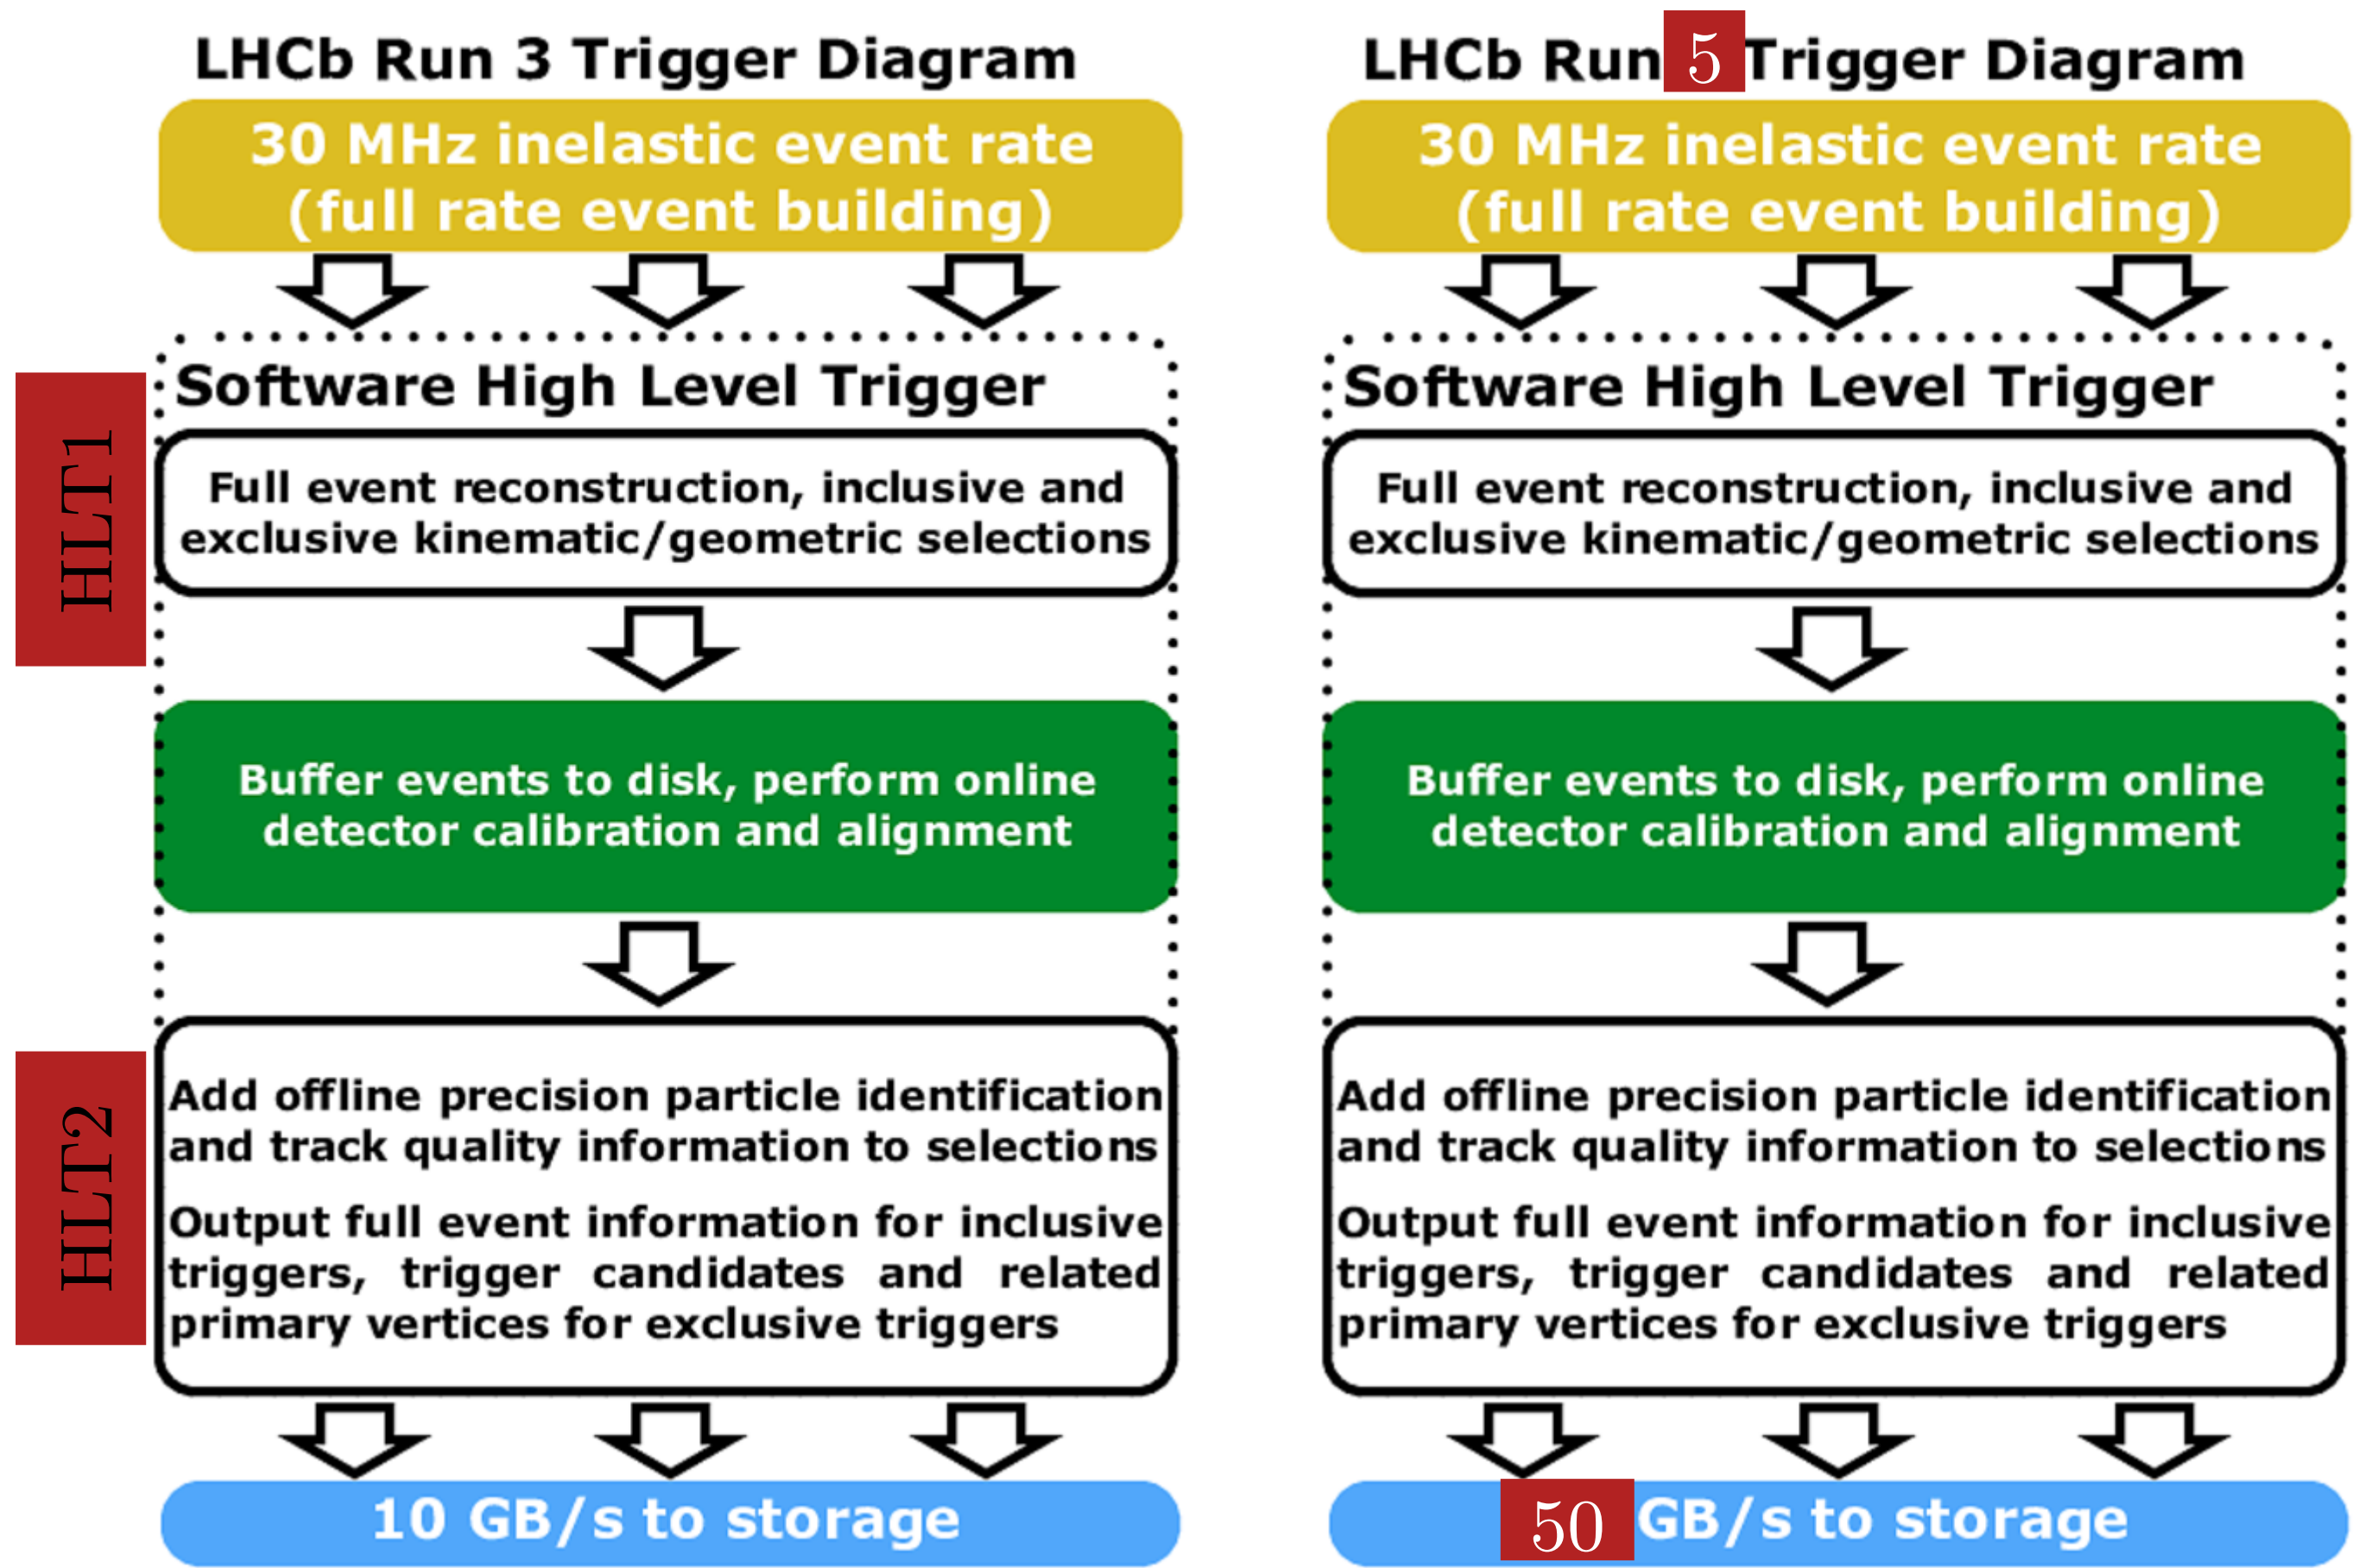 LHCb Run 3 Trigger Diagram
30 MHz inelastic event rate
(full rate event building)
Software High Level Trigger
HLT1
Full event reconstruction, inclusive and
exclusive kinematic/geometric selections
Buffer events to disk, perform online
detector calibration and alignment
HLT2
Add offline precision particle identification
and track quality information to selections
Output full event information for inclusive
triggers, trigger candidates and related
primary vertices for exclusive triggers
10 GB/s to storage
LHCb Run 5 Trigger Diagram
30 MHz inelastic event rate
(full rate event building)
Software High Level Trigger
Full event reconstruction, inclusive and
exclusive kinematic/geometric selections
Buffer events to disk, perform online
detector calibration and alignment
Add offline precision particle identification
and track quality information to selections
Output full event information for inclusive
triggers, trigger candidates and related
primary vertices for exclusive triggers
50 GB/s to storage